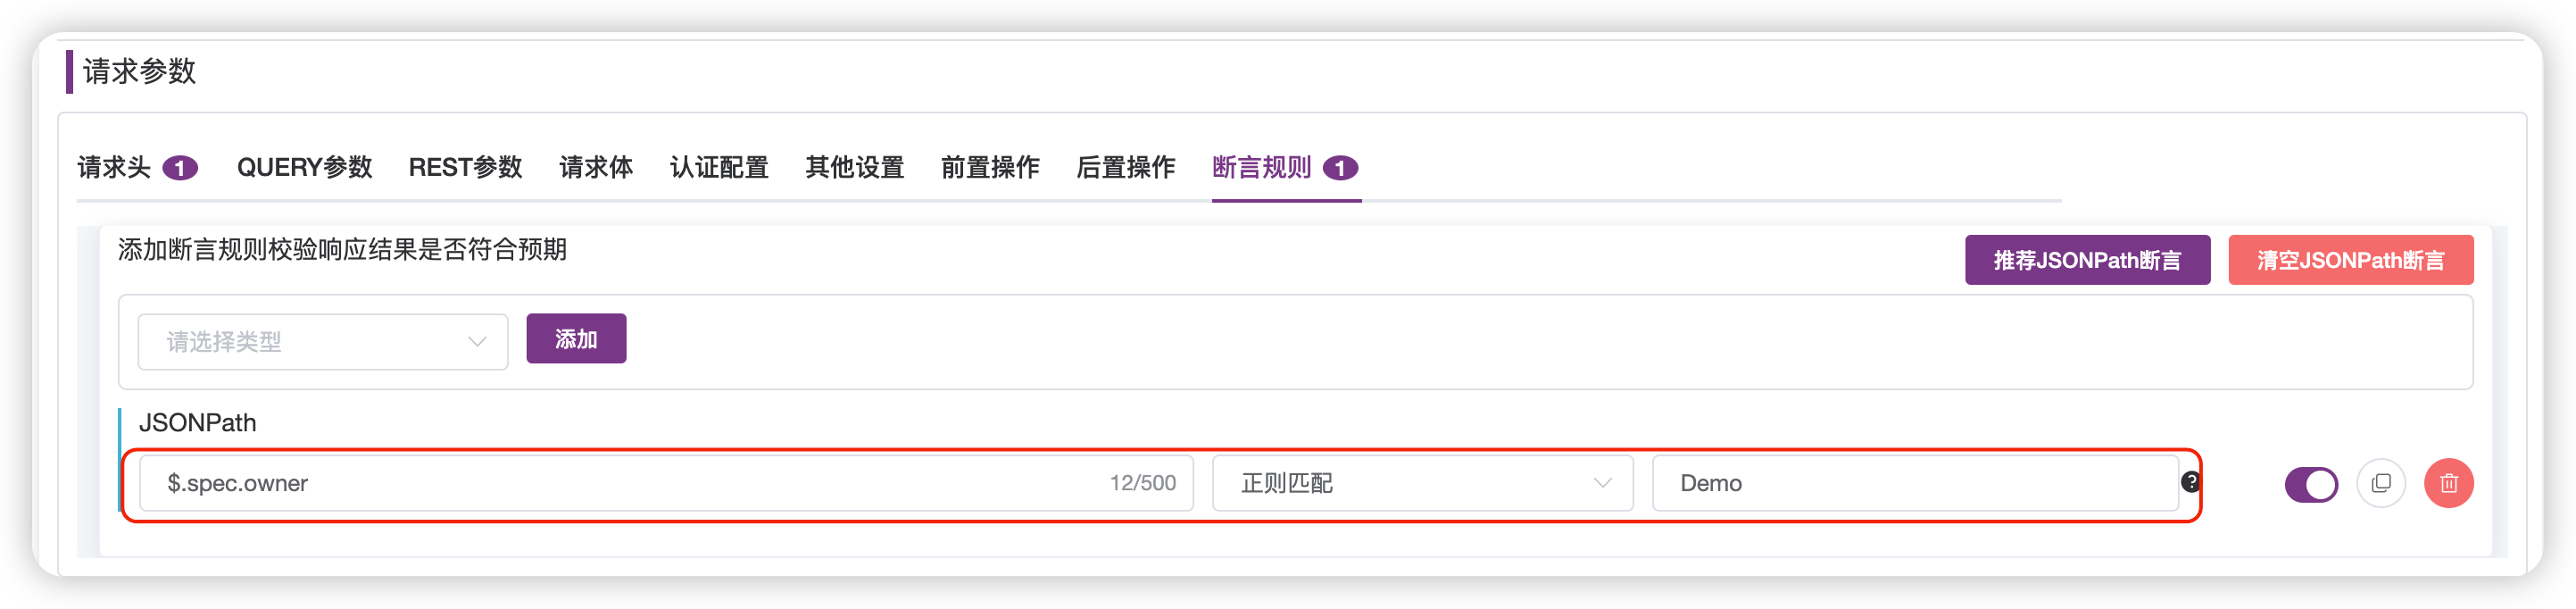 请求参数
请求头 1 QUERY参数 REST参数 请求体 认证配置 其他设置 前置操作 后置操作 断言规则 1
添加断言规则校验响应结果是否符合预期
推荐JSONPath断言 清空JSONPath断言
请选择类型 添加
JSONPath
$.spec.owner 12/500 正则匹配 Demo ?